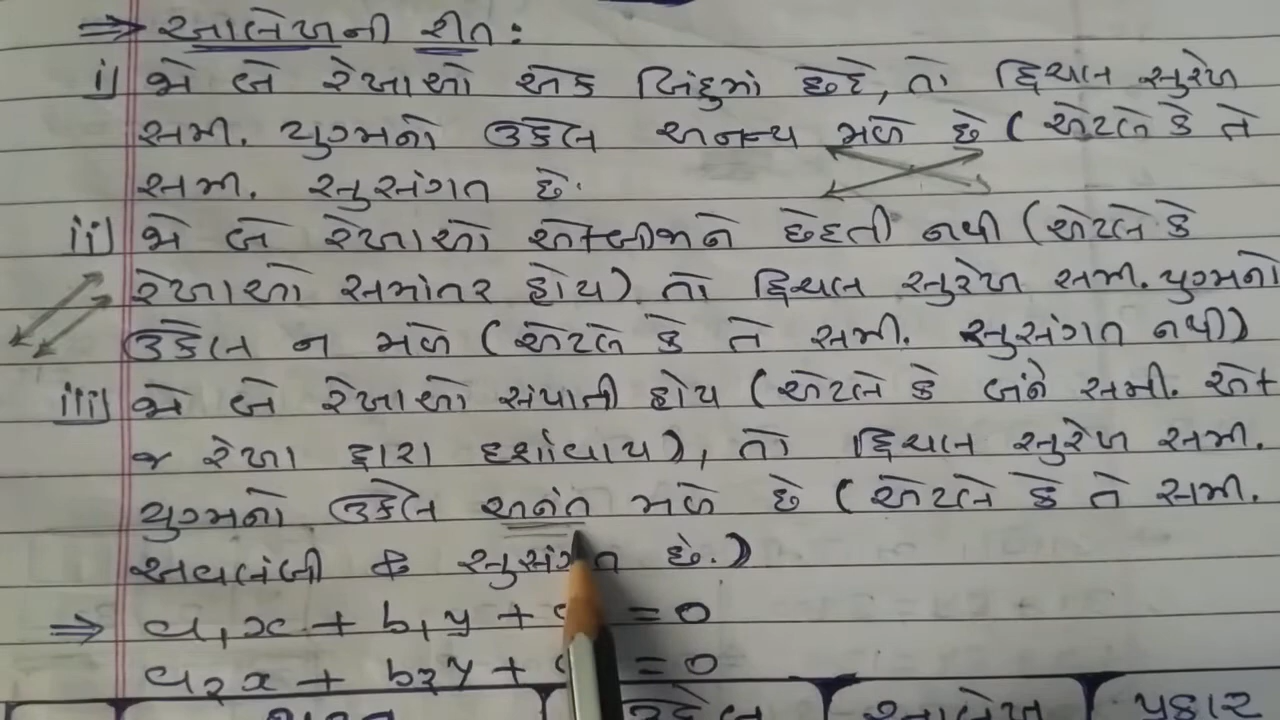 ⇒ આલેખની રીત :
i) જો બે રેખાઓ એક બિંદુમાં છેદે, તો દ્વિચલ સુરેખ
સમી. યુગ્મનો ઉકેલ અનન્ય મળે છે ( એટલે કે તે
સમી. સુસંગત છે.
ii) જો બે રેખાઓ એકબીજાને છેદતી નથી ( એટલે કે
રેખાઓ સમાંતર હોય ) તો દ્વિચલ સુરેખ સમી. યુગ્મનો
ઉકેલ ન મળે ( એટલે કે તે સમી. સુસંગત નથી )
iii) જો બે રેખાઓ સંપાતી હોય ( એટલે કે બંને સમી. એક
જ રેખા દ્વારા દર્શાવાય ), તો દ્વિચલ સુરેખ સમી.
યુગ્મનો ઉકેલ અનંત મળે છે ( એટલે કે તે સમી.
અવલંબી સુસંગત છે. )
⇒ a₁x + b₁y + = 0
a₂x + b₂y + = 0
ઉકેલ આલેખ પ્રકાર